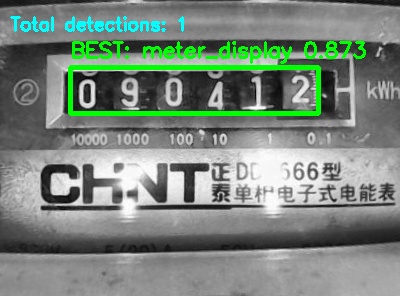 Total detections: 1
BEST: meter_display 0.873
② 0 9 0 4 1 2 kWh
10000 1000 100 10 1 0.1
CHNT 正泰 DD 666型
单相电子式电能表